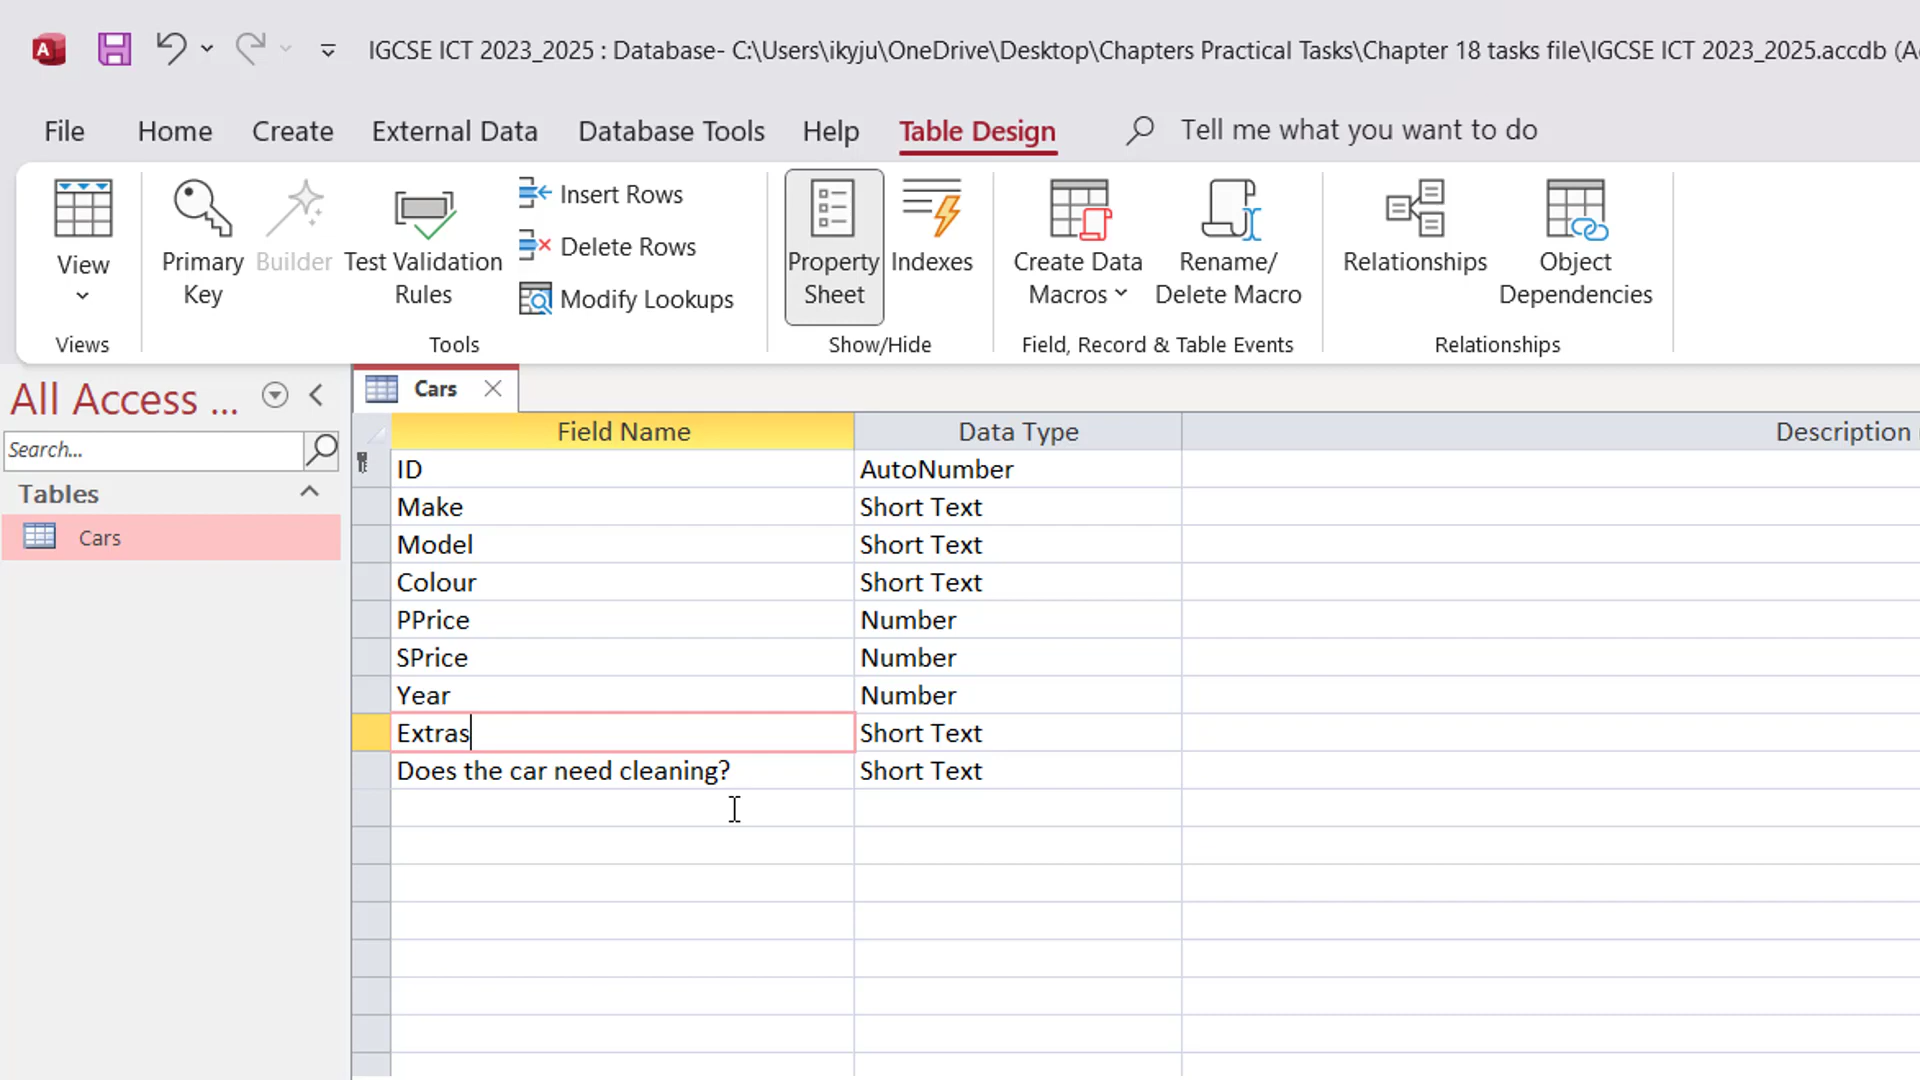 IGCSE ICT 2023_2025 : Database- C:\Users\ikyju\OneDrive\Desktop\Chapters Practical Tasks\Chapter 18 tasks file\IGCSE ICT 2023_2025.accdb (A
File Home Create External Data Database Tools Help Table Design Tell me what you want to do
View
Primary Key
Builder
Test Validation Rules
Insert Rows
Delete Rows
Modify Lookups
Property Sheet
Indexes
Create Data Macros
Rename/ Delete Macro
Relationships
Object Dependencies
Views Tools Show/Hide Field, Record & Table Events Relationships
All Access ...
Search...
Tables
Cars
Cars
Field Name Data Type Description
ID AutoNumber
Make Short Text
Model Short Text
Colour Short Text
PPrice Number
SPrice Number
Year Number
Extras Short Text
Does the car need cleaning? Short Text